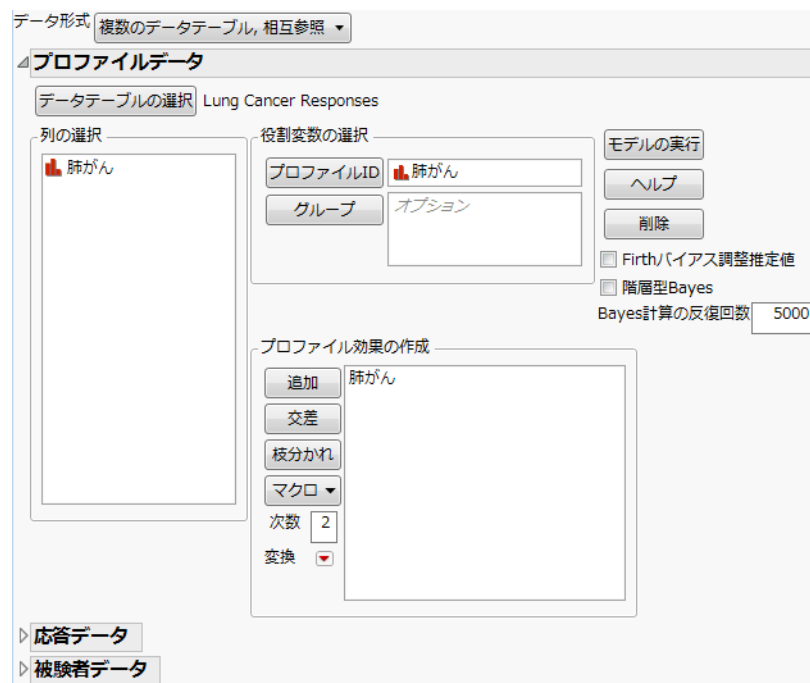 データ形式 複数のデータテーブル, 相互参照
プロファイルデータ
データテーブルの選択 Lung Cancer Responses
列の選択
肺がん
役割変数の選択
プロファイルID 肺がん
グループ オプション
モデルの実行
ヘルプ
削除
Firthバイアス調整推定値
階層型Bayes
Bayes計算の反復回数 5000
プロファイル効果の作成
追加 肺がん
交差
枝分かれ
マクロ
次数 2
変換
応答データ
被験者データ